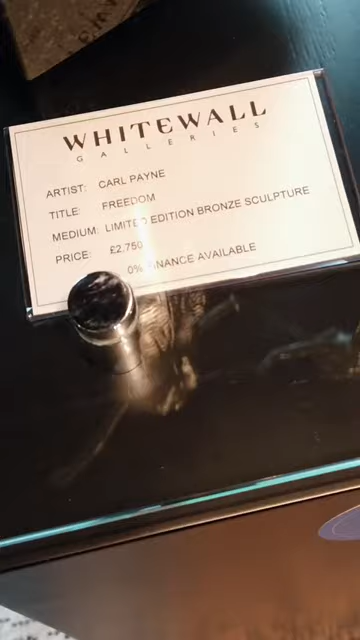 WHITEWALL
GALLERIES
ARTIST: CARL PAYNE
TITLE: FREEDOM
MEDIUM: LIMITED EDITION BRONZE SCULPTURE
PRICE: £2,750
0% FINANCE AVAILABLE